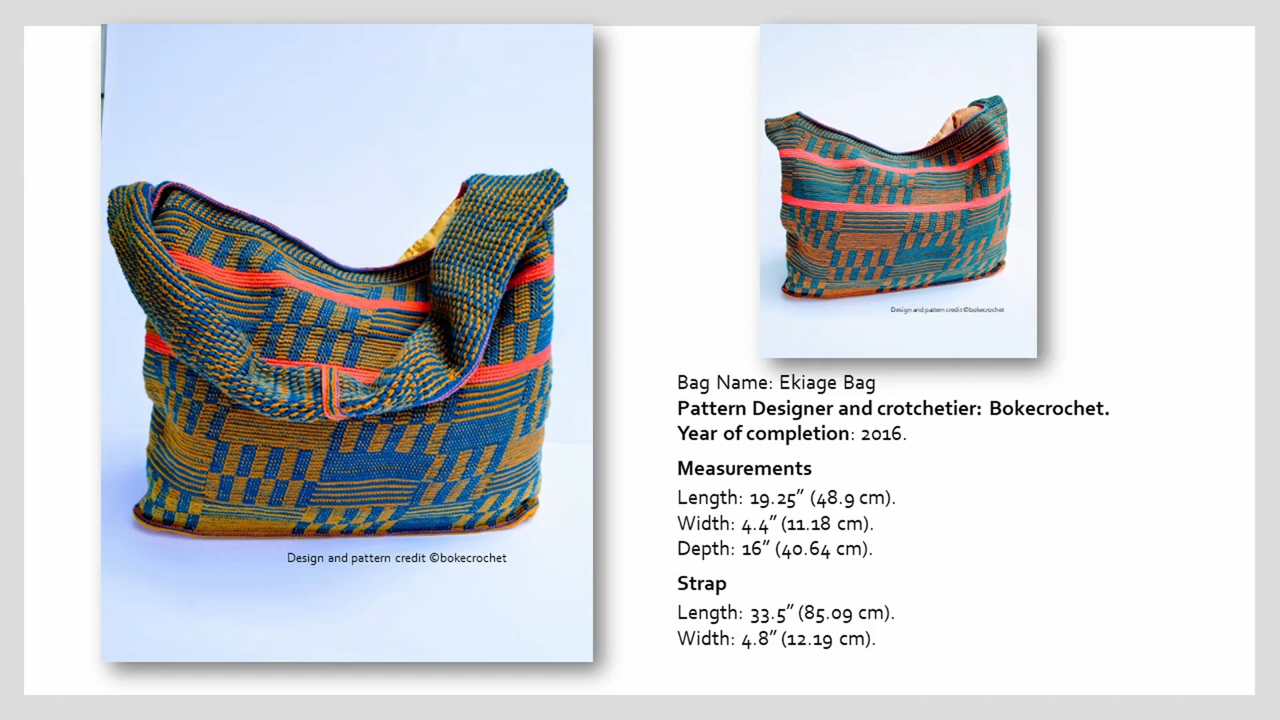 Design and pattern credit ©bokecrochet
Design and pattern credit ©bokecrochet
Bag Name: Ekiage Bag
Pattern Designer and crotchetier: Bokecrochet.
Year of completion: 2016.
Measurements
Length: 19.25” (48.9 cm).
Width: 4.4” (11.18 cm).
Depth: 16” (40.64 cm).
Strap
Length: 33.5” (85.09 cm).
Width: 4.8” (12.19 cm).